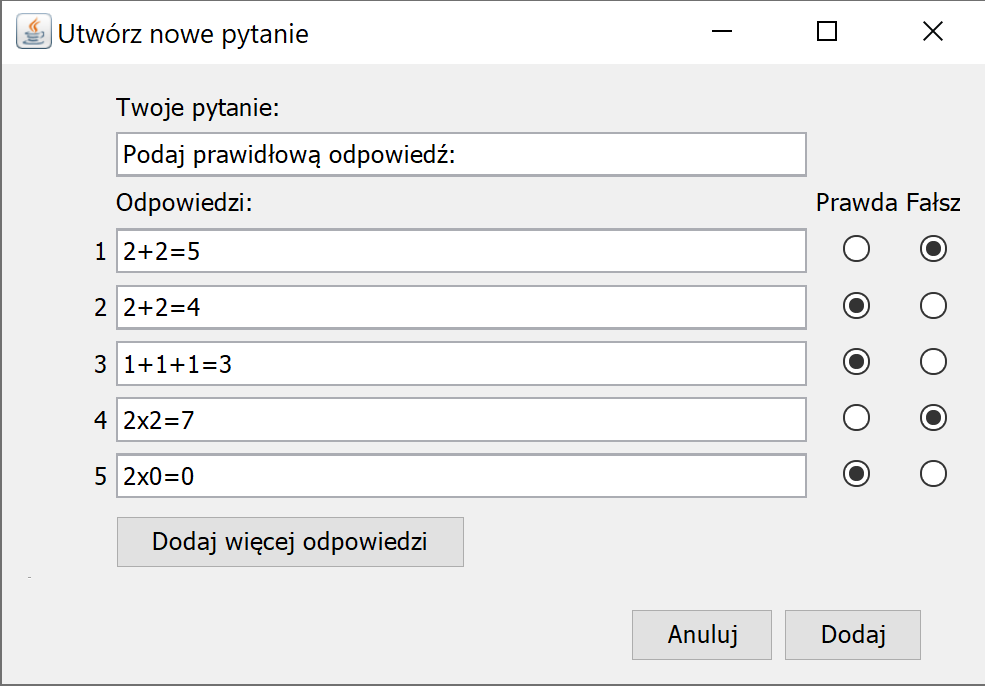 Utwórz nowe pytanie
Twoje pytanie:
Podaj prawidłową odpowiedź:
Odpowiedzi: Prawda Fałsz
1 2+2=5
2 2+2=4
3 1+1+1=3
4 2x2=7
5 2x0=0
Dodaj więcej odpowiedzi
Anuluj Dodaj